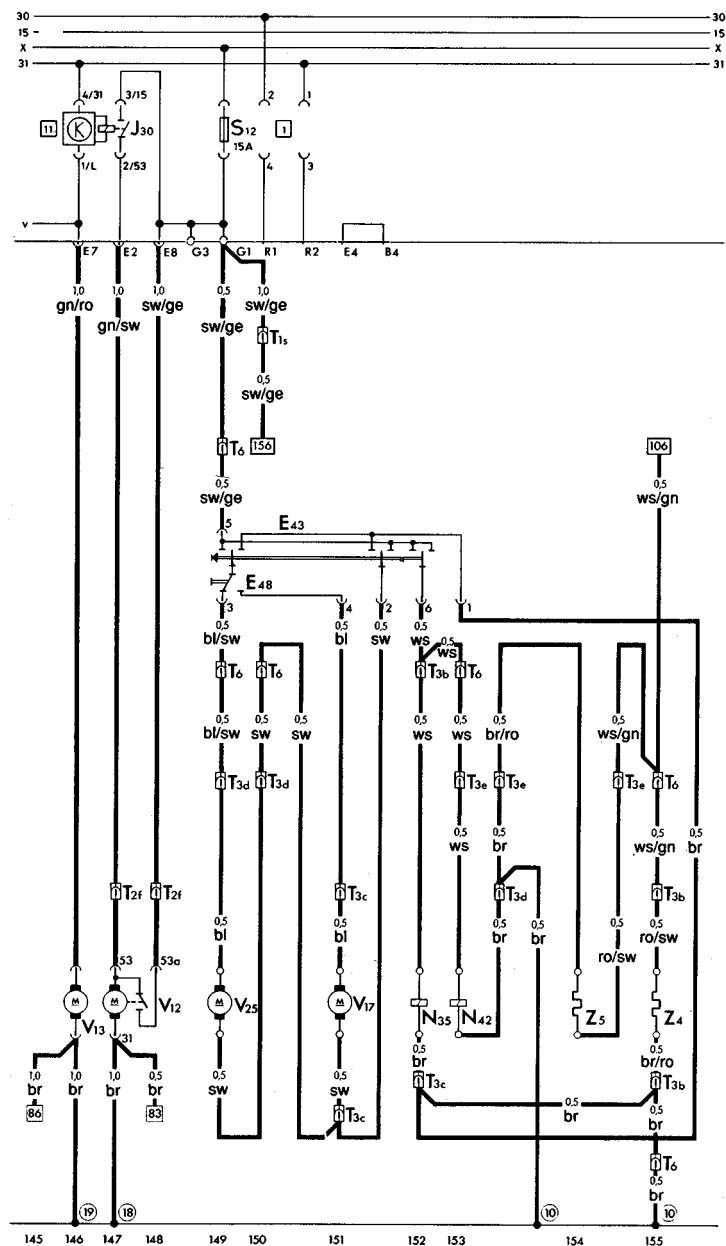 30 30
15 - 15
X X
31 31
4/31 3/15 2 1
11 K J30 S12 1
15A
1/L 2/53 4 3
v
E7 E2 E8 G3 G1 R1 R2 E4 B4
1,0 1,0 1,0 0,5 1,0
gn/ro sw/ge sw/ge
gn/sw sw/ge
T1s
0,5
sw/ge
T6 156 106
0,5 0,5
sw/ge ws/gn
5 E43
E48
3 4 2 6 1
0,5 0,5 0,5 0,5 0,5
bl/sw bl sw ws ws
T6 T6 T3b T6
0,5 0,5 0,5 0,5 0,5 0,5 0,5
bl/sw sw sw ws ws br/ro ws/gn
T3d T3d T3e T3e T3e T6
0,5 0,5 0,5 0,5
ws br ws/gn br
T2f T2f T3c T3d T3b
0,5 0,5 0,5 0,5 0,5 0,5
bl bl br br ro/sw ro/sw
53 53a
M M V12 M V25 M V17 N35 N42 Z5 Z4
V13 31
1,0 1,0 1,0 0,5 0,5 0,5
br br br br sw sw br br/ro
86 83 T3c T3c T3b
0,5 0,5
br br
T6
0,5
br
19 18 10 10
145 146 147 148 149 150 151 152 153 154 155